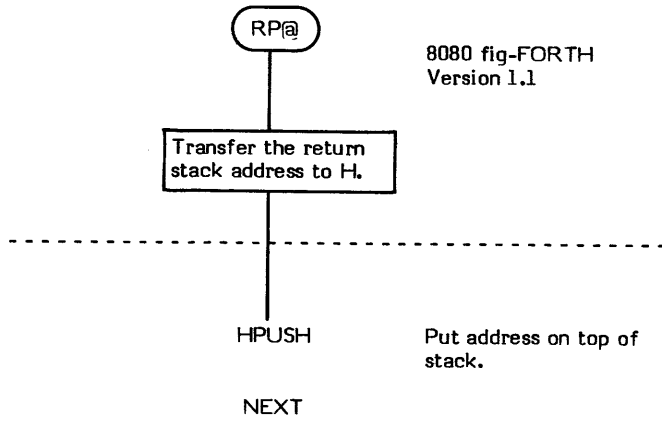 RP@
8080 fig-FORTH
Version 1.1
Transfer the return
stack address to H.
HPUSH
Put address on top of
stack.
NEXT